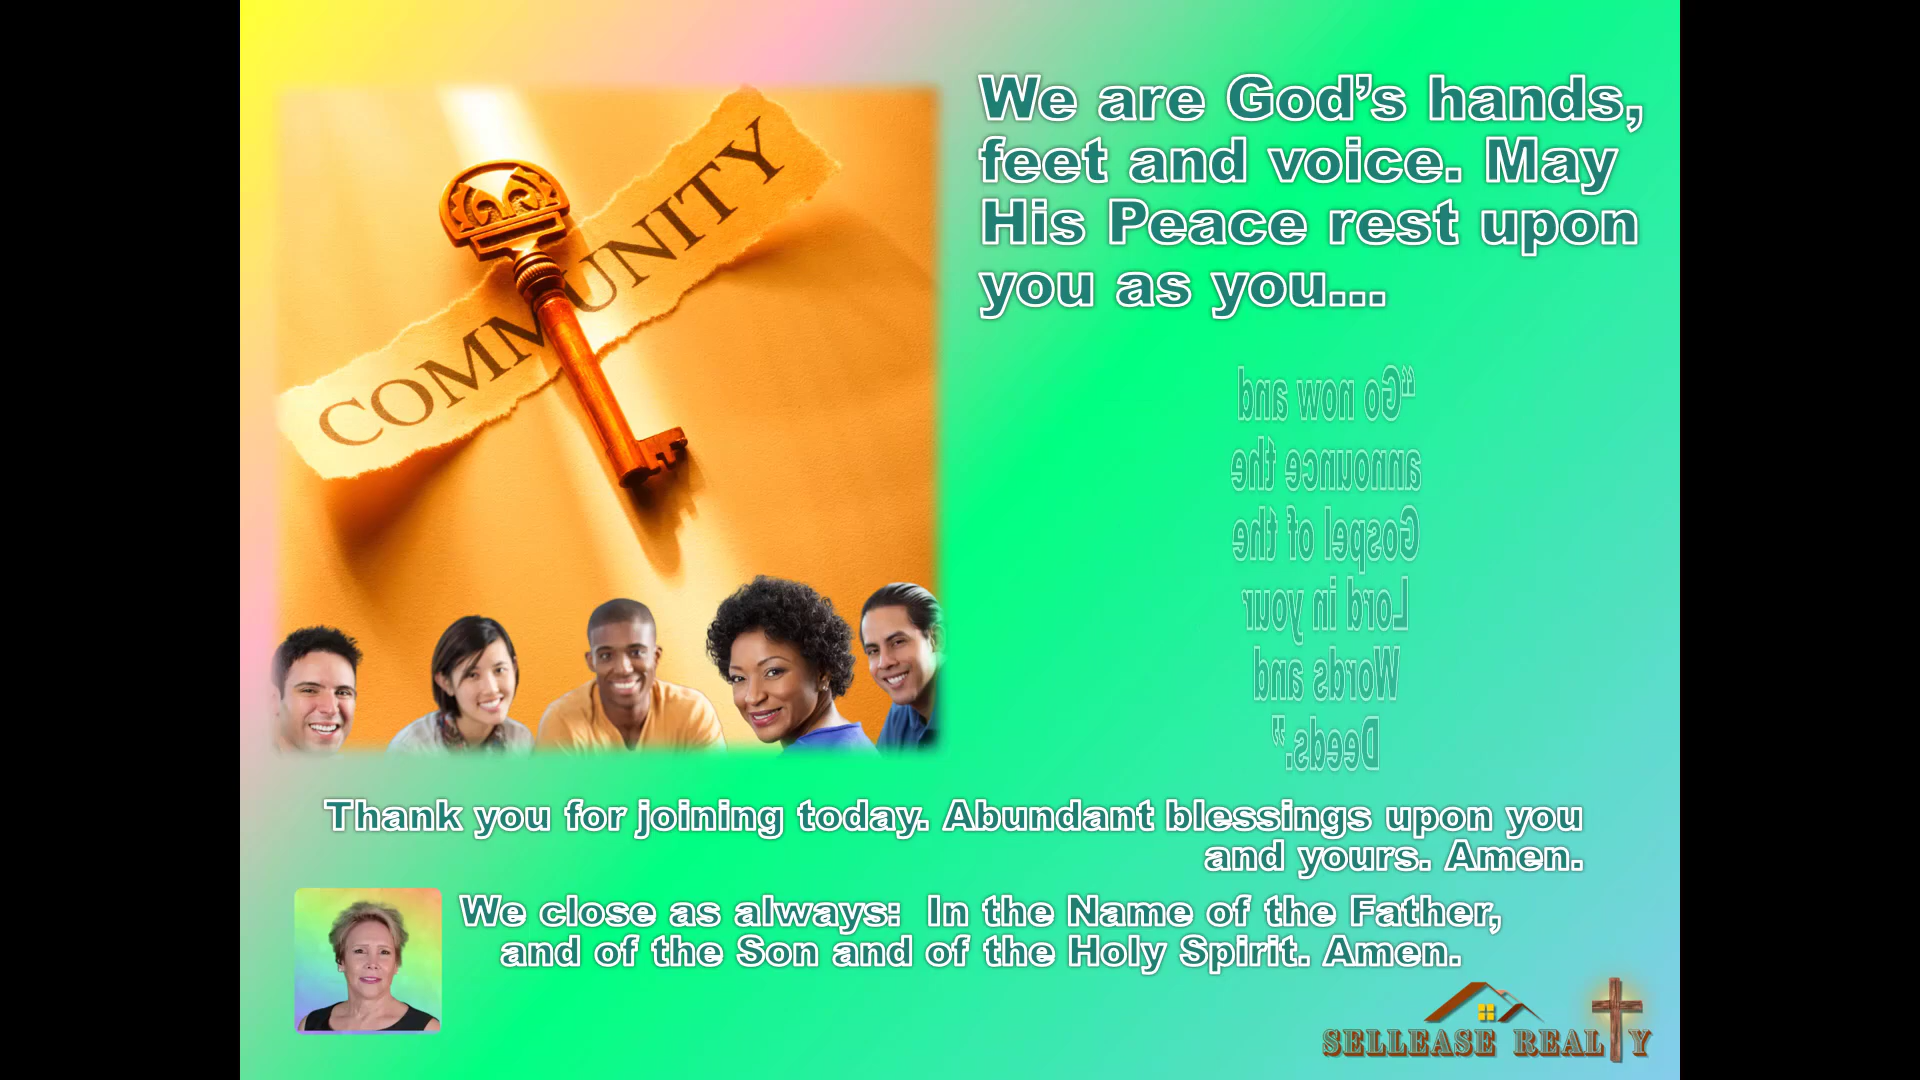 COMMUNITY
We are God’s hands,
feet and voice. May
His Peace rest upon
you as you...
“Go now and
announce the
Gospel of the
Lord in your
Words and
Deeds.”
Thank you for joining today. Abundant blessings upon you
and yours. Amen.
We close as always:  In the Name of the Father,
and of the Son and of the Holy Spirit. Amen.
SELLEASE REALTY